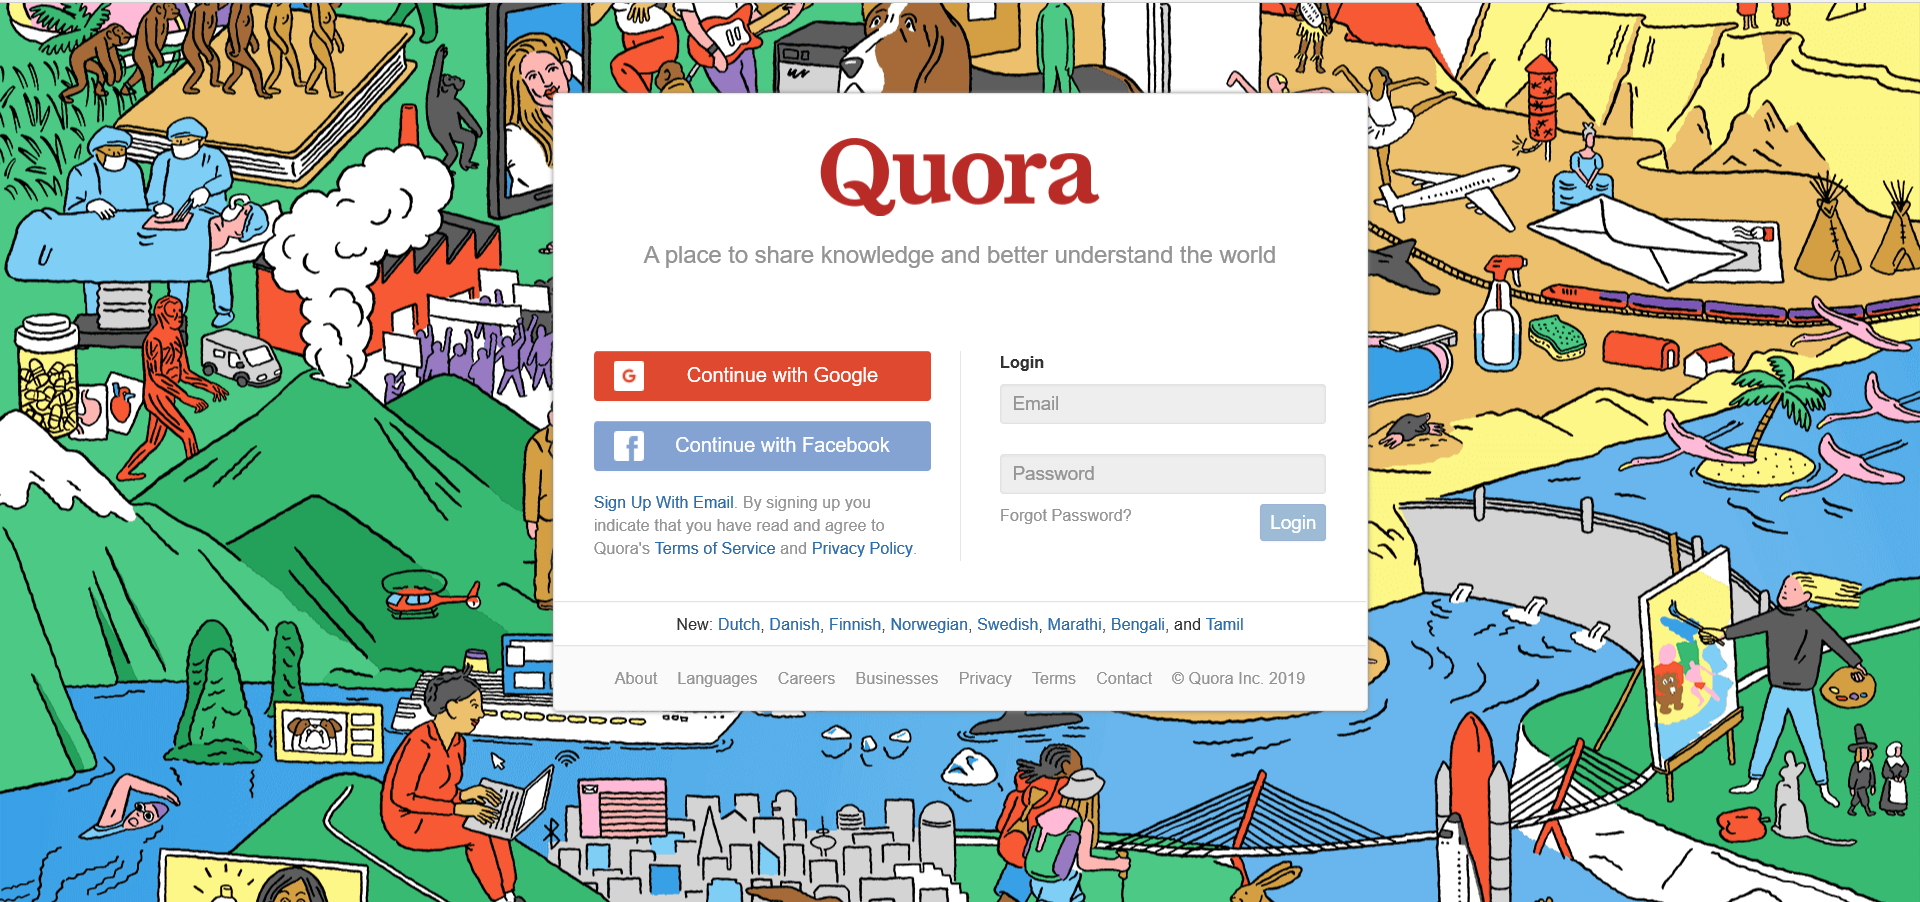 Quora
A place to share knowledge and better understand the world
G Continue with Google
f Continue with Facebook
Sign Up With Email. By signing up you
indicate that you have read and agree to
Quora's Terms of Service and Privacy Policy.
Login
Email
Password
Forgot Password?
Login
New: Dutch, Danish, Finnish, Norwegian, Swedish, Marathi, Bengali, and Tamil
About Languages Careers Businesses Privacy Terms Contact © Quora Inc. 2019